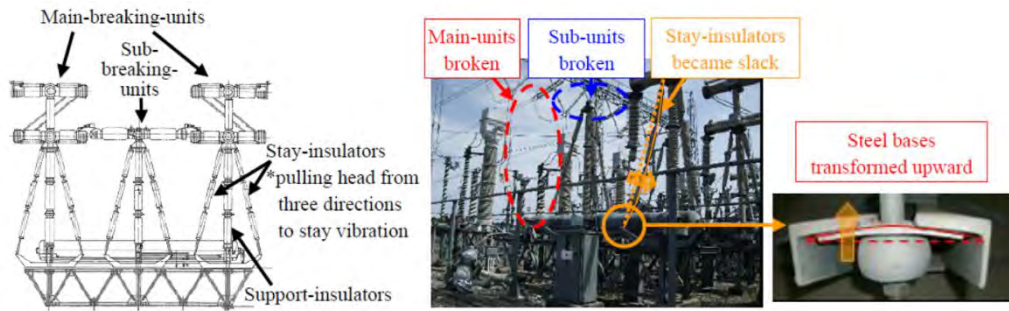 Main-breaking-units
Sub-
breaking-
units
Stay-insulators
*pulling head from
three directions
to stay vibration
Support-insulators
Main-units
broken
Sub-units
broken
Stay-insulators
became slack
Steel bases
transformed upward